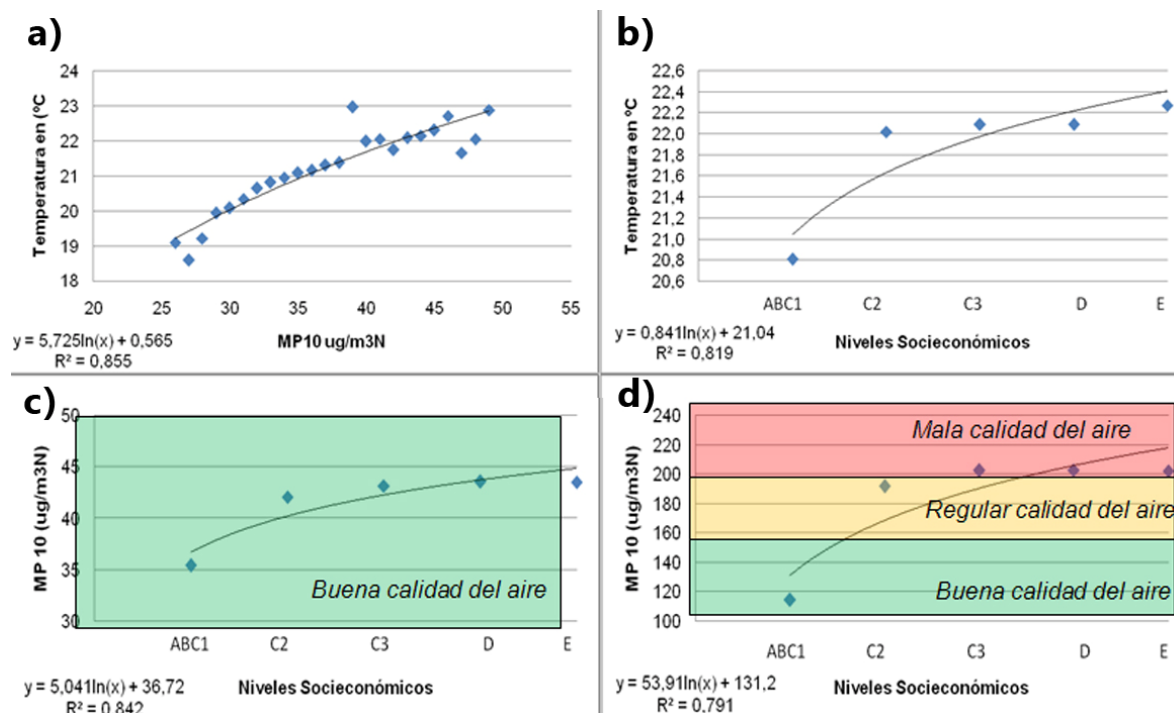 a)
Temperatura en (ºC
24
23
22
21
20
19
18
20 25 30 35 40 45 50 55
MP10 ug/m3N
y = 5,725ln(x) + 0,565
R² = 0,855
b)
Temperatura en ºC
22,6
22,4
22,2
22,0
21,8
21,6
21,4
21,2
21,0
20,8
20,6
ABC1 C2 C3 D E
Niveles Socieconómicos
y = 0,841ln(x) + 21,04
R² = 0,819
c)
MP 10 (ug/m3N)
50
45
40
35
30
Buena calidad del aire
ABC1 C2 C3 D E
Niveles Socieconómicos
y = 5,041ln(x) + 36,72
R² = 0,842
d)
MP 10 (ug/m3N)
240
220
200
180
160
140
120
100
Mala calidad del aire
Regular calidad del aire
Buena calidad del aire
ABC1 C2 C3 D E
Niveles Socieconómicos
y = 53,91ln(x) + 131,2
R² = 0,791